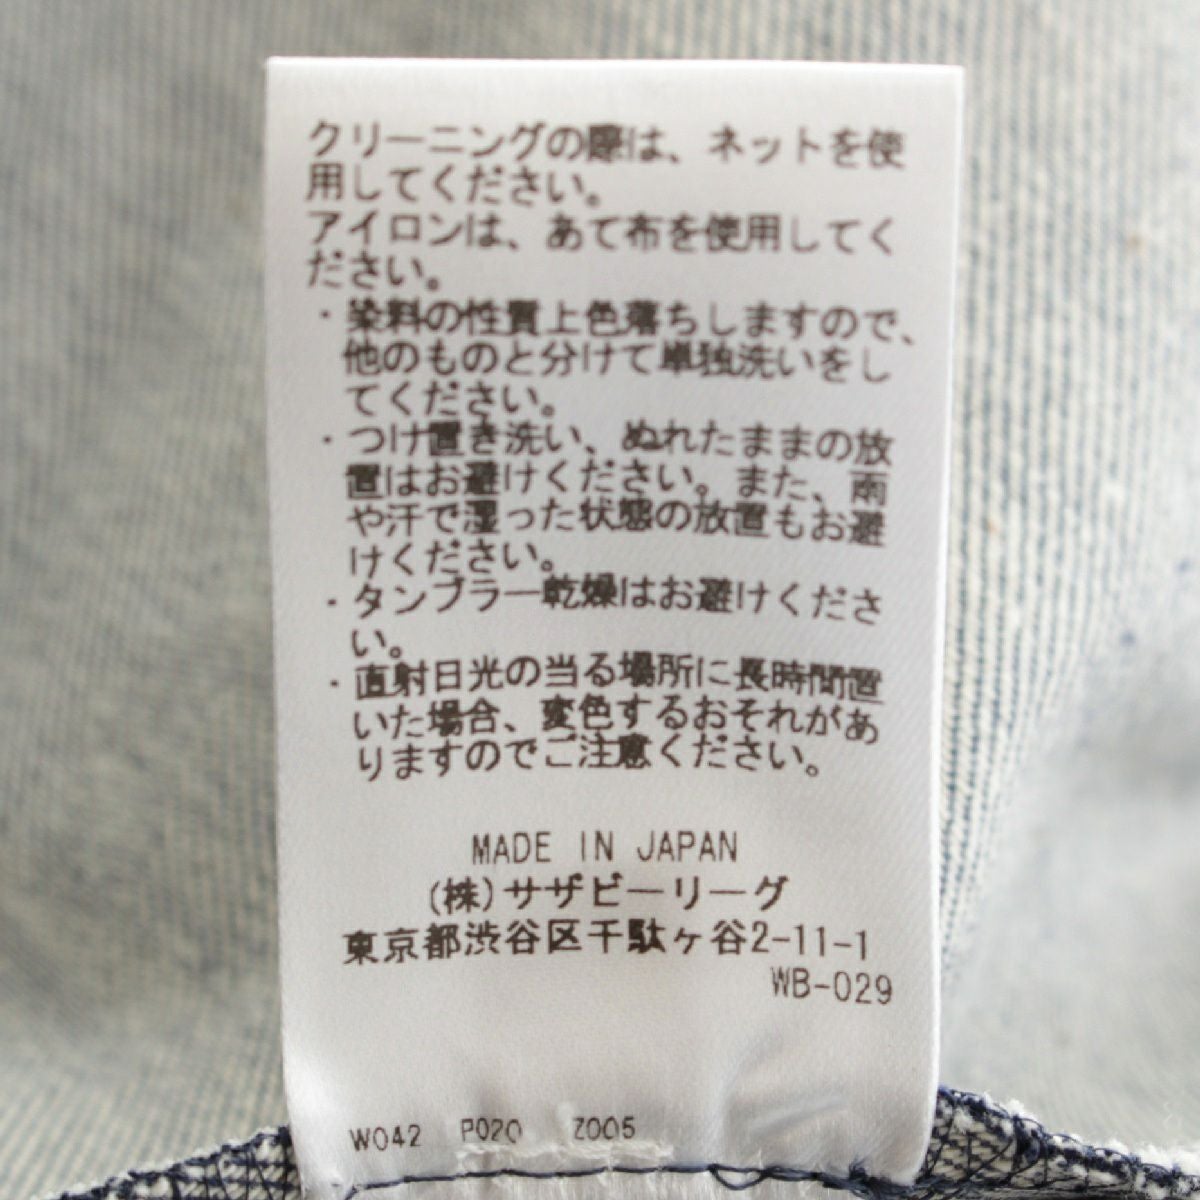 クリーニングの際は、ネットを使
用してください。
アイロンは、あて布を使用してく
ださい。
・染料の性質上色落ちしますので、
他のものと分けて単独洗いをし
てください。
・つけ置き洗い、ぬれたままの放
置はお避けください。また、雨
や汗で湿った状態の放置もお避
けください。
・タンブラー乾燥はお避けくださ
い。
・直射日光の当る場所に長時間置
いた場合、変色するおそれがあ
りますのでご注意ください。
MADE IN JAPAN
(株)サザビーリーグ
東京都渋谷区千駄ヶ谷2-11-1
WB-029
W042 P020 Z005